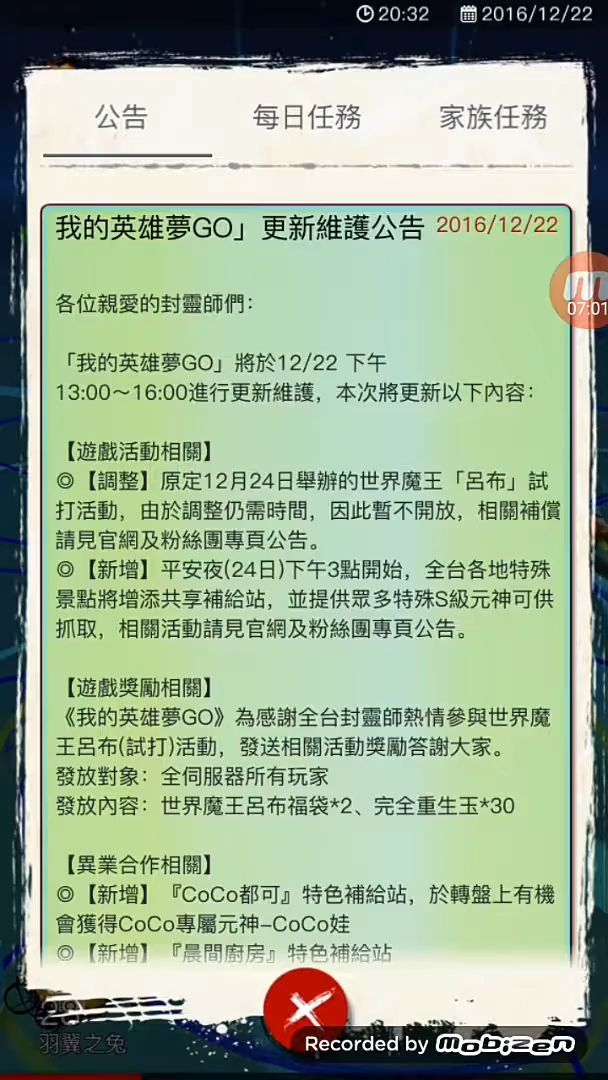 20:32 2016/12/22
公告 每日任務 家族任務
我的英雄夢GO」更新維護公告 2016/12/22
07:01
各位親愛的封靈師們：
「我的英雄夢GO」將於12/22 下午
13:00～16:00進行更新維護，本次將更新以下內容：
【遊戲活動相關】
◎【調整】原定12月24日舉辦的世界魔王「呂布」試
打活動，由於調整仍需時間，因此暫不開放，相關補償
請見官網及粉絲團專頁公告。
◎【新增】平安夜(24日)下午3點開始，全台各地特殊
景點將增添共享補給站，並提供眾多特殊S級元神可供
抓取，相關活動請見官網及粉絲團專頁公告。
【遊戲獎勵相關】
《我的英雄夢GO》為感謝全台封靈師熱情參與世界魔
王呂布(試打)活動，發送相關活動獎勵答謝大家。
發放對象：全伺服器所有玩家
發放內容：世界魔王呂布福袋*2、完全重生玉*30
【異業合作相關】
◎【新增】『CoCo都可』特色補給站，於轉盤上有機
會獲得CoCo專屬元神–CoCo娃
◎【新增】『晨間廚房』特色補給站
羽翼之兔
Recorded by mobizen